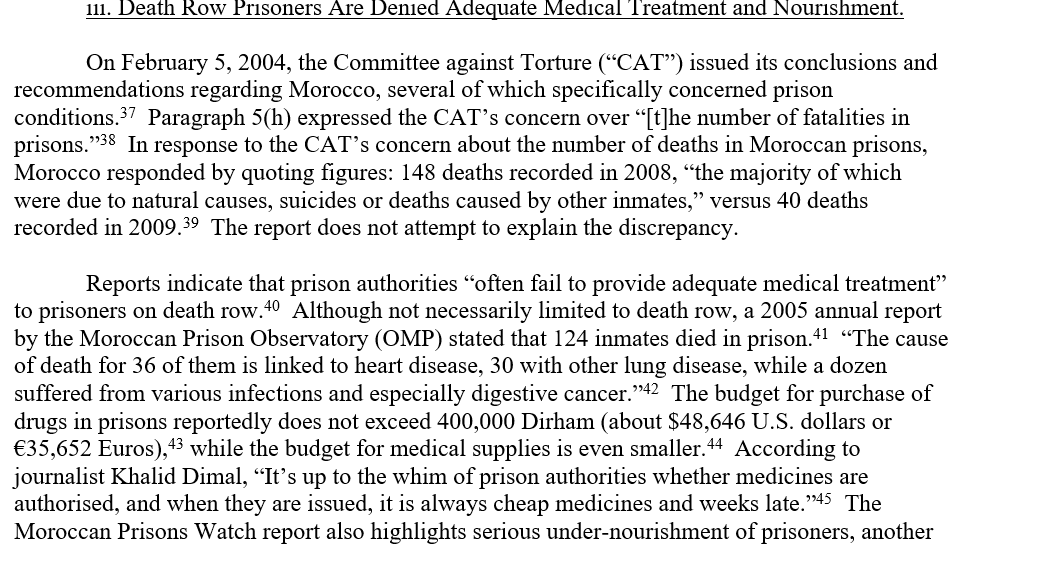 iii. Death Row Prisoners Are Denied Adequate Medical Treatment and Nourishment.
On February 5, 2004, the Committee against Torture (“CAT”) issued its conclusions and
recommendations regarding Morocco, several of which specifically concerned prison
conditions.37 Paragraph 5(h) expressed the CAT’s concern over “[t]he number of fatalities in
prisons.”38 In response to the CAT’s concern about the number of deaths in Moroccan prisons,
Morocco responded by quoting figures: 148 deaths recorded in 2008, “the majority of which
were due to natural causes, suicides or deaths caused by other inmates,” versus 40 deaths
recorded in 2009.39 The report does not attempt to explain the discrepancy.
Reports indicate that prison authorities “often fail to provide adequate medical treatment”
to prisoners on death row.40 Although not necessarily limited to death row, a 2005 annual report
by the Moroccan Prison Observatory (OMP) stated that 124 inmates died in prison.41 “The cause
of death for 36 of them is linked to heart disease, 30 with other lung disease, while a dozen
suffered from various infections and especially digestive cancer.”42 The budget for purchase of
drugs in prisons reportedly does not exceed 400,000 Dirham (about $48,646 U.S. dollars or
€35,652 Euros),43 while the budget for medical supplies is even smaller.44 According to
journalist Khalid Dimal, “It’s up to the whim of prison authorities whether medicines are
authorised, and when they are issued, it is always cheap medicines and weeks late.”45 The
Moroccan Prisons Watch report also highlights serious under-nourishment of prisoners, another